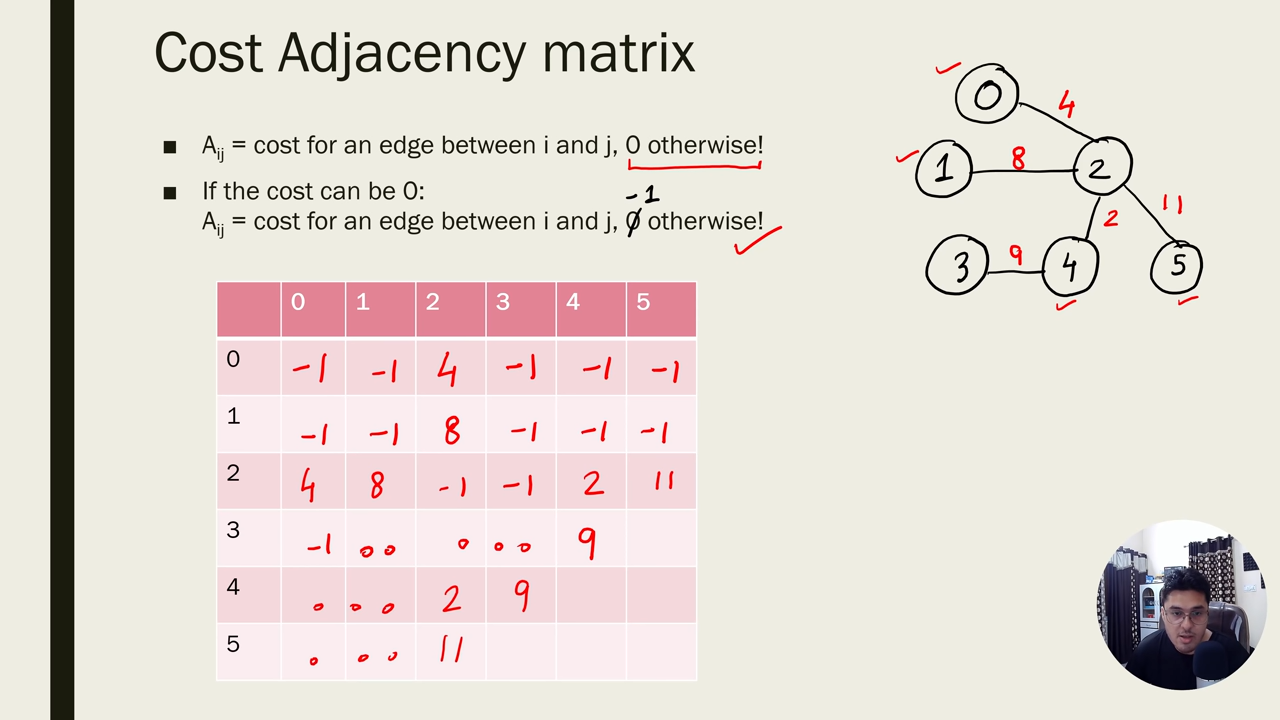 Cost Adjacency matrix
■ Aij = cost for an edge between i and j, 0 otherwise!
■ If the cost can be 0:
-1
Aij = cost for an edge between i and j, 0 otherwise!
0 1 2 3 4 5
0 -1 -1 4 -1 -1 -1
1 -1 -1 8 -1 -1 -1
2 4 8 -1 -1 2 11
3 -1 . . . . . 9
4 . . . 2 9
5 . . . 11
0
4
1
8
2
2
11
3
9
4
5